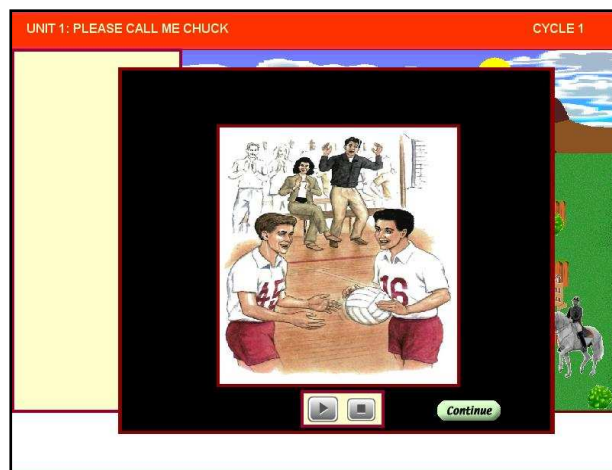 UNIT 1: PLEASE CALL ME CHUCK
CYCLE 1
45
16
Continue